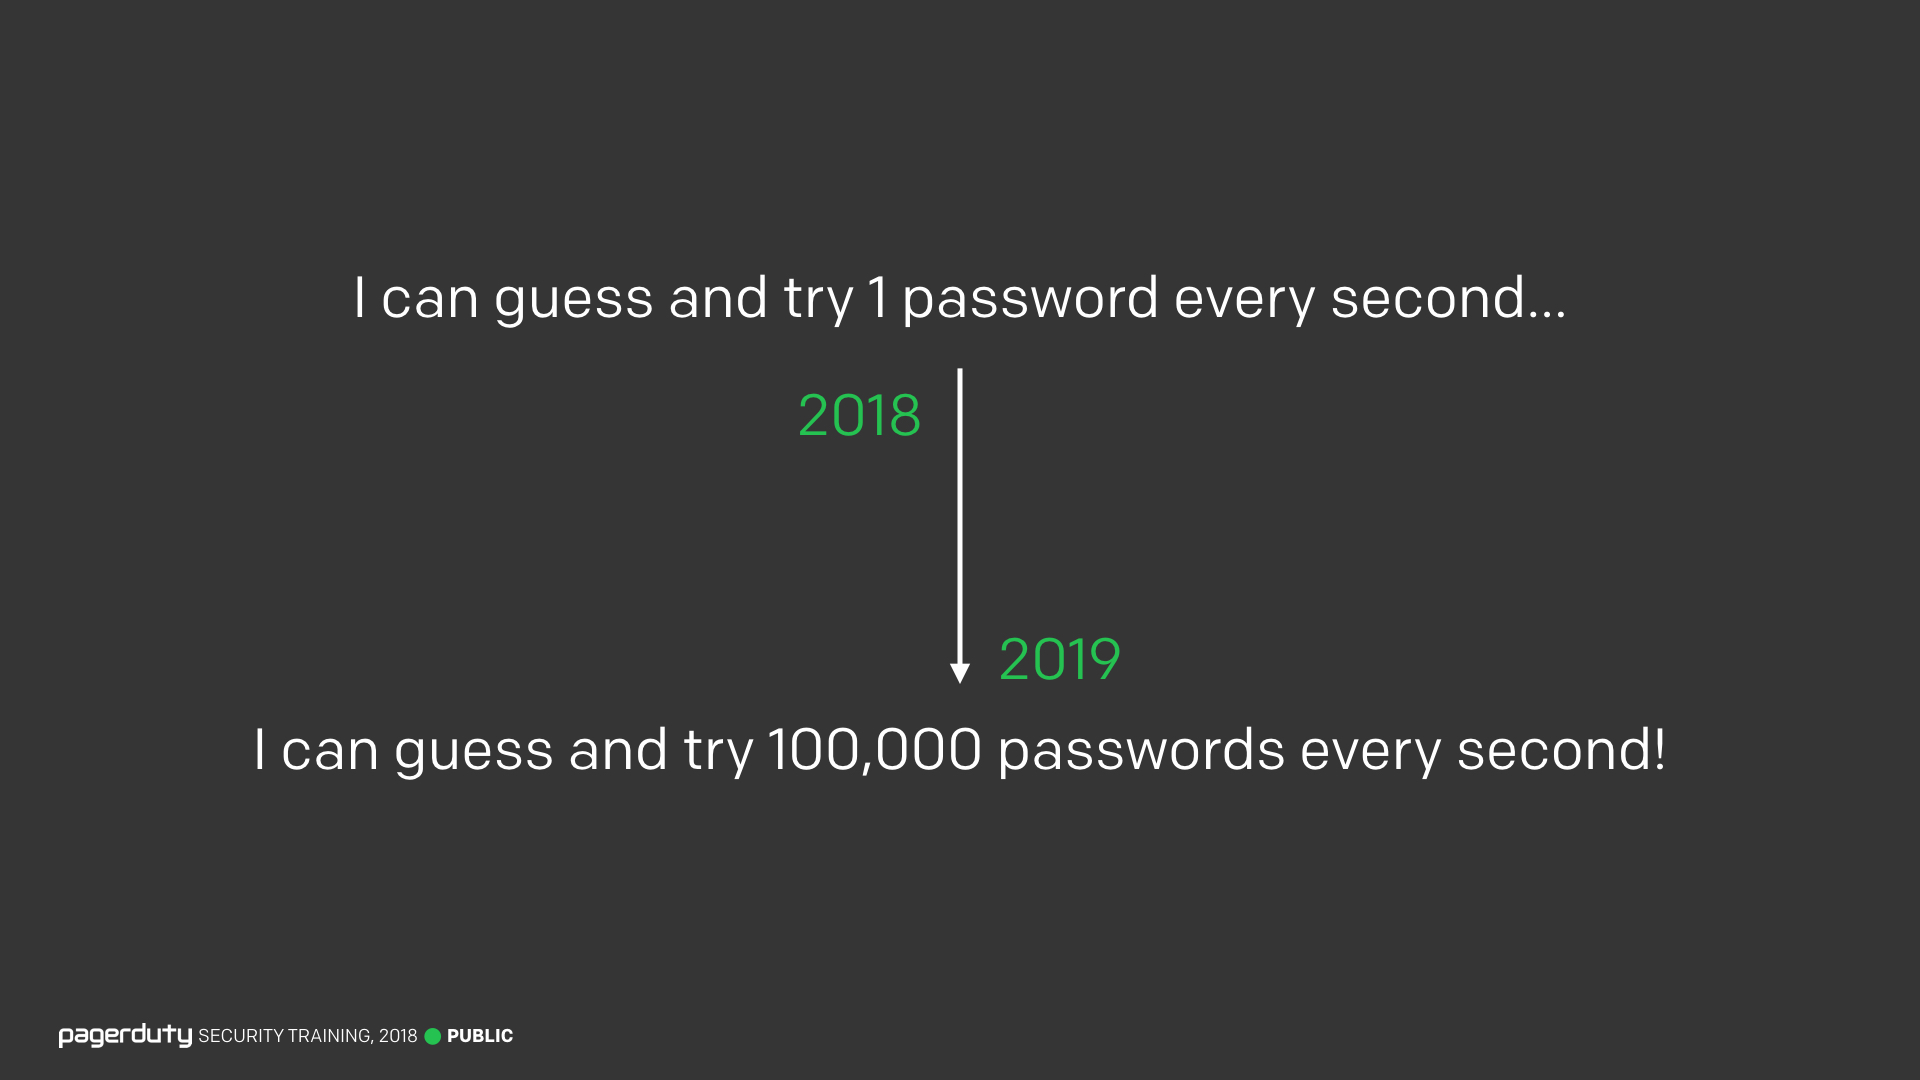 I can guess and try 1 password every second...
2018
2019
I can guess and try 100,000 passwords every second!
pagerduty SECURITY TRAINING, 2018 PUBLIC